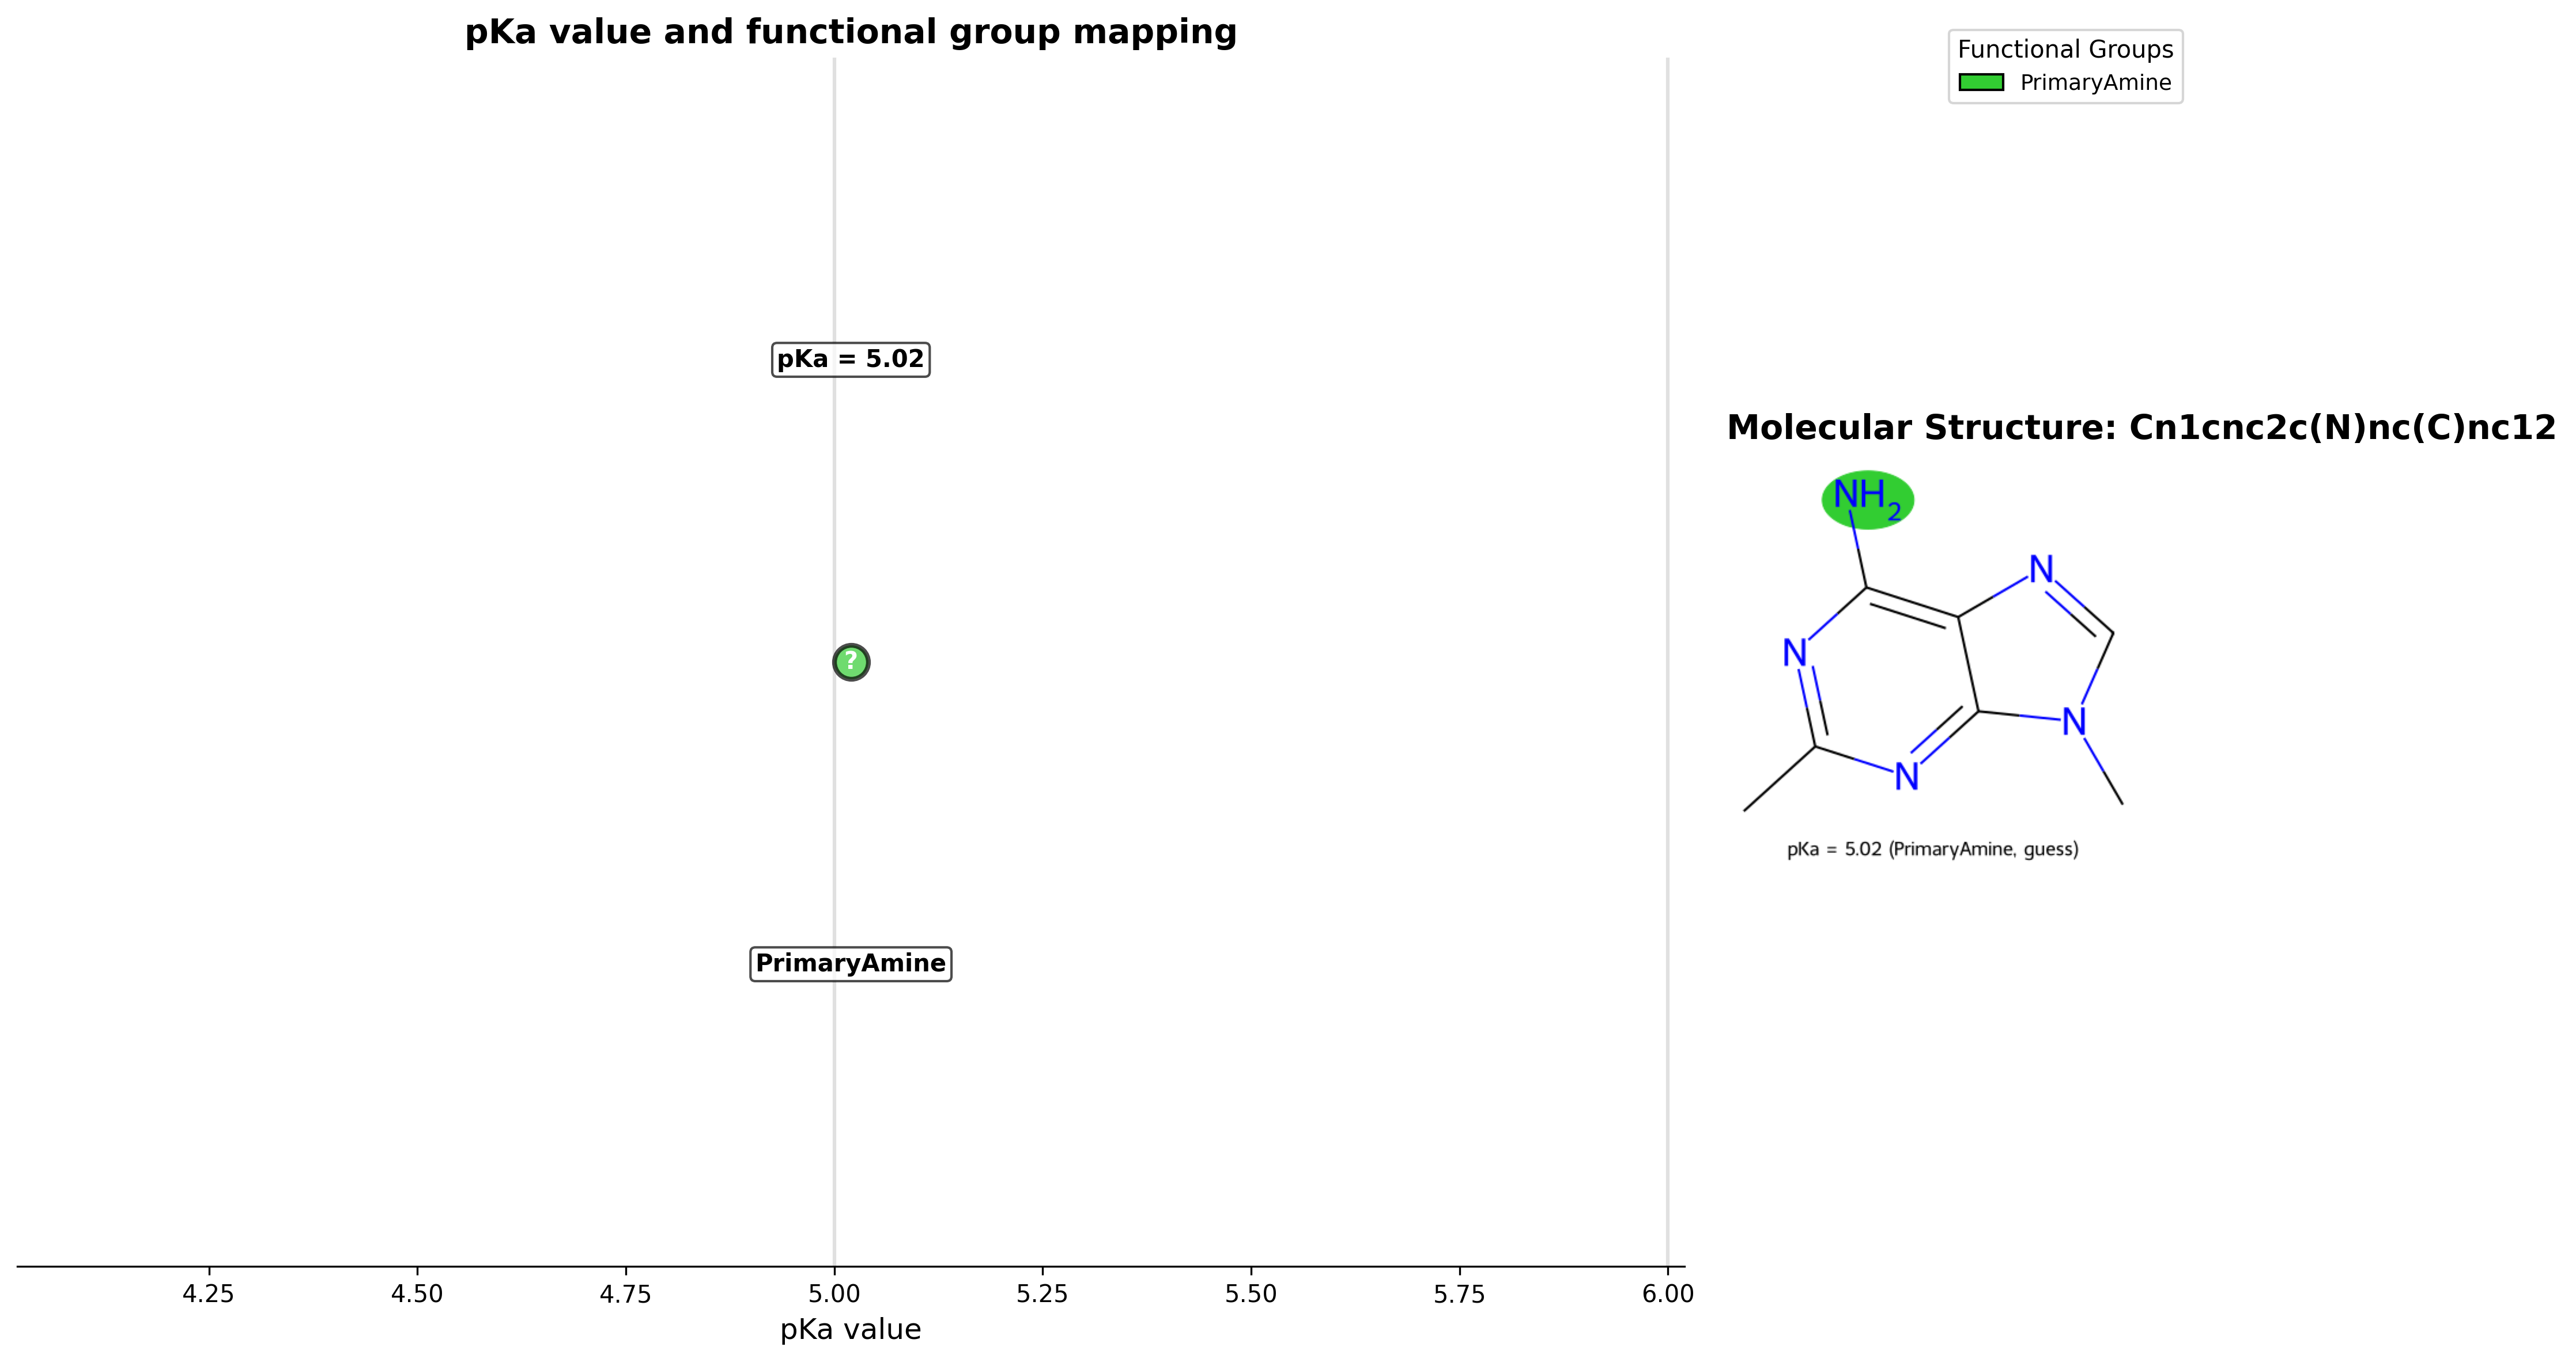 pKa value and functional group mapping
pKa = 5.02
?
PrimaryAmine
4.25 4.50 4.75 5.00 5.25 5.50 5.75 6.00
pKa value
Functional Groups
PrimaryAmine
Molecular Structure: Cn1cnc2c(N)nc(C)nc12
NH2
N
N
N
N
pKa = 5.02 (PrimaryAmine, guess)